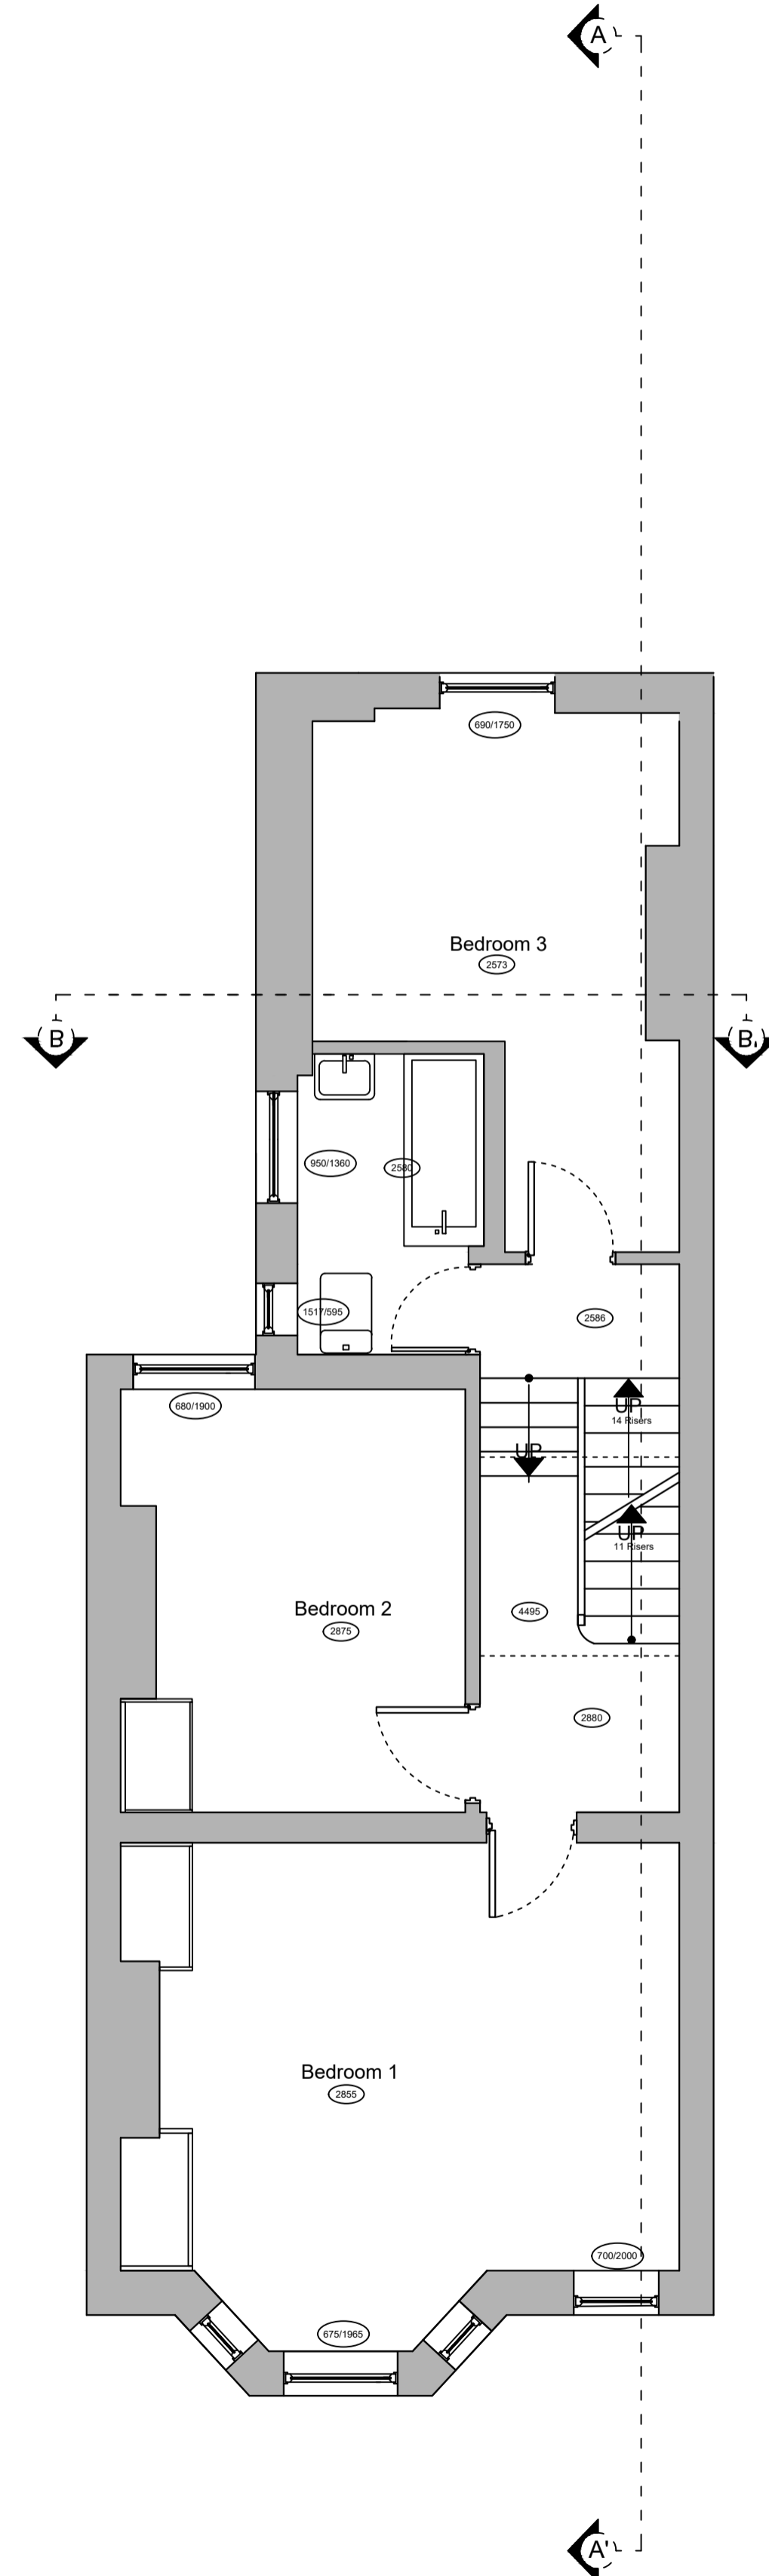 A
690/1750
Bedroom 3
2573
B
B'
950/1360
2580
1517/595
2586
680/1900
UP
14 Risers
UP
UP
11 Risers
Bedroom 2
2875
4495
2880
Bedroom 1
2855
700/2000
675/1965
A'